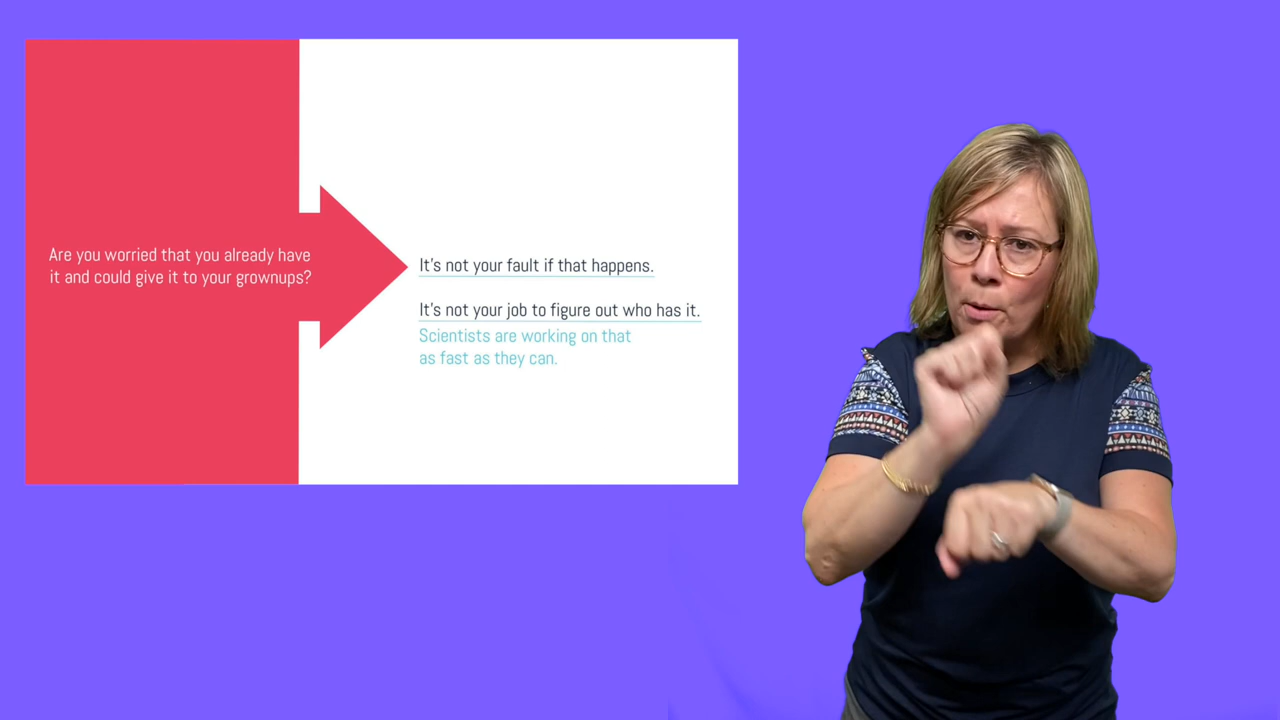 Are you worried that you already have
it and could give it to your grownups?
It's not your fault if that happens.
It's not your job to figure out who has it.
Scientists are working on that
as fast as they can.